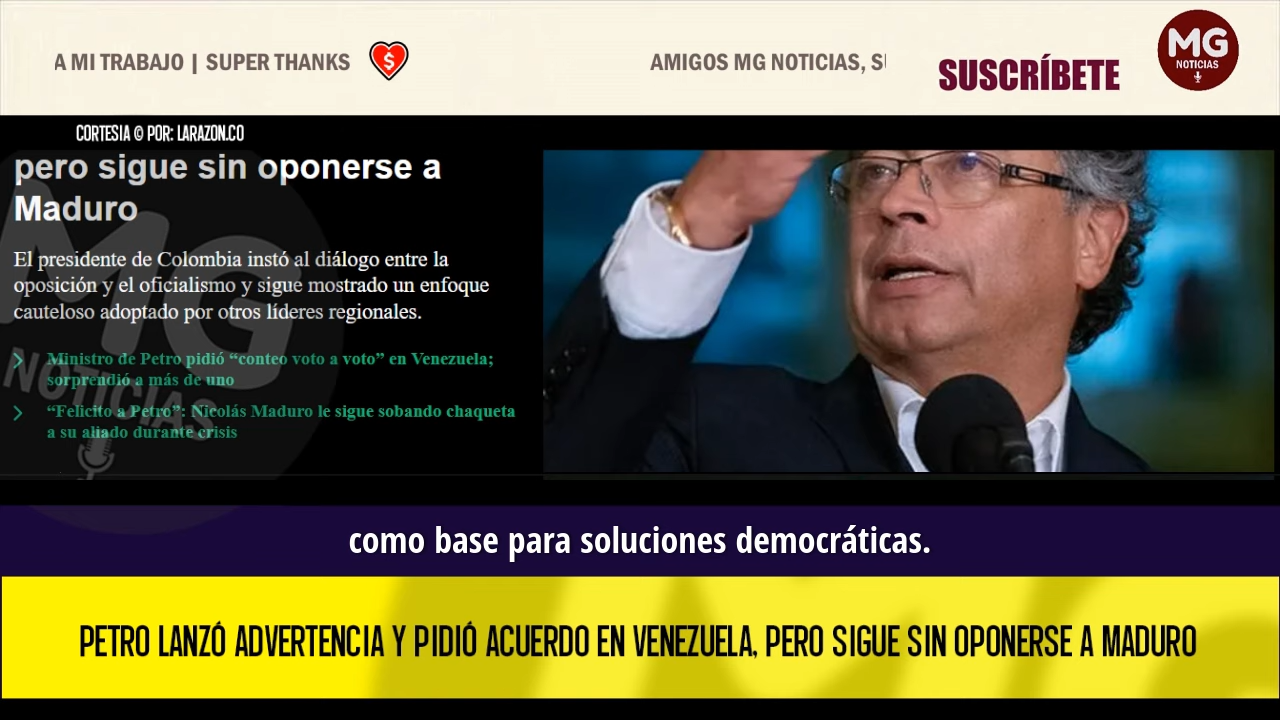 A MI TRABAJO | SUPER THANKS
$
AMIGOS MG NOTICIAS,
SUSCRÍBETE
MG
NOTICIAS
CORTESIA © POR: LARAZON.CO
pero sigue sin oponerse a
Maduro
El presidente de Colombia instó al diálogo entre la
oposición y el oficialismo y sigue mostrado un enfoque
cauteloso adoptado por otros líderes regionales.
Ministro de Petro pidió “conteo voto a voto” en Venezuela;
sorprendió a más de uno
“Felicito a Petro”: Nicolás Maduro le sigue sobando chaqueta
a su aliado durante crisis
MG
NOTICIAS
como base para soluciones democráticas.
PETRO LANZÓ ADVERTENCIA Y PIDIÓ ACUERDO EN VENEZUELA, PERO SIGUE SIN OPONERSE A MADURO